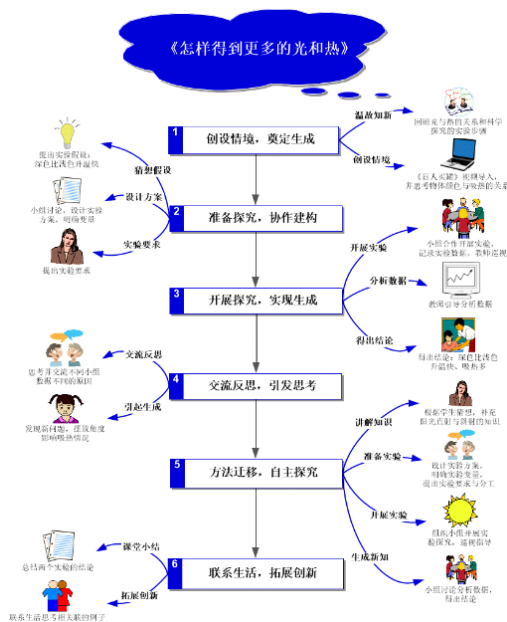 《怎样得到更多的光和热》
温故知新
回顾光与热的关系和科学
探究的实验步骤
1
创设情境，奠定生成
创设情境
《盲人买罐》视频导入，
并思考物体颜色与吸热的关系
提出实验假设：
深色比浅色升温快
猜想假设
小组讨论，设计实验
方案，明确变量
设计方案
2
准备探究，协作建构
实验要求
提出实验要求
开展实验
小组合作开展实验，
记录实验数据，教师巡视
分析数据
教师引导分析数据
3
开展探究，实现生成
得出结论
得出结论：深色比浅色
升温快、吸热多
思考并交流不同小组
数据不同的原因
交流反思
4
交流反思，引发思考
引起生成
发现新问题，摆放角度
影响吸热情况
讲解知识
根据学生猜想，补充
阳光直射与斜射的知识
准备实验
设计实验方案，
明确实验变量，
提出实验要求与分工
5
方法迁移，自主探究
开展实验
组织小组开展实
验探究，巡视指导
生成新知
小组讨论分析数据，
得出结论
课堂小结
总结两个实验的结论
6
联系生活，拓展创新
拓展创新
联系生活思考相关联的例子